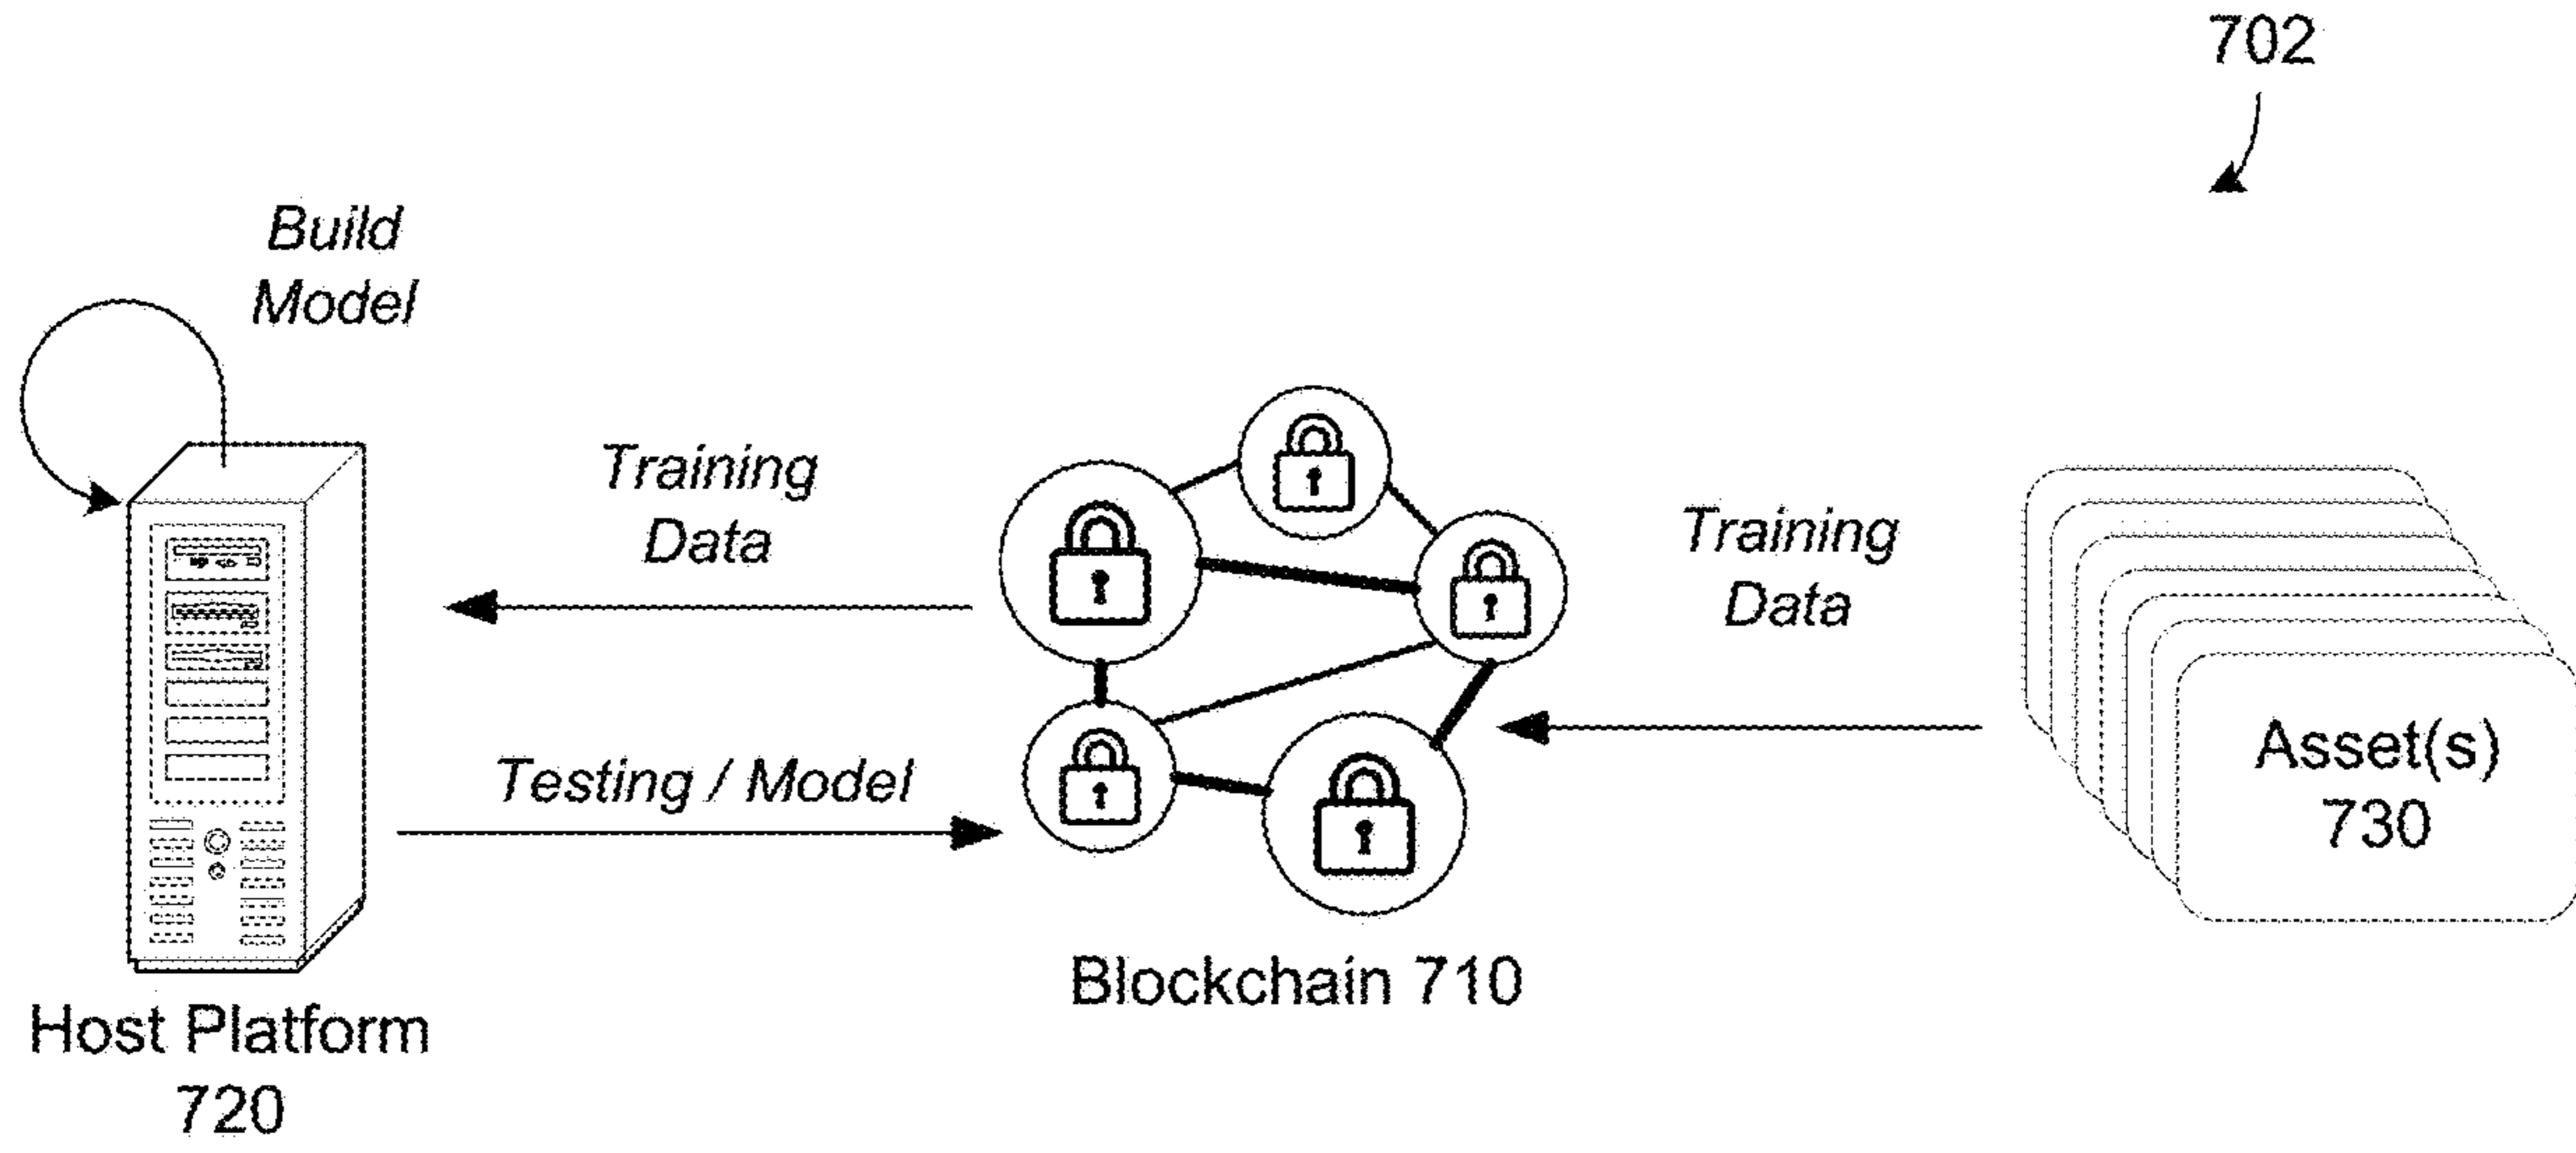 702
Build
Model
Training
Data
Training
Data
Testing / Model
Asset(s)
730
Blockchain 710
Host Platform
720